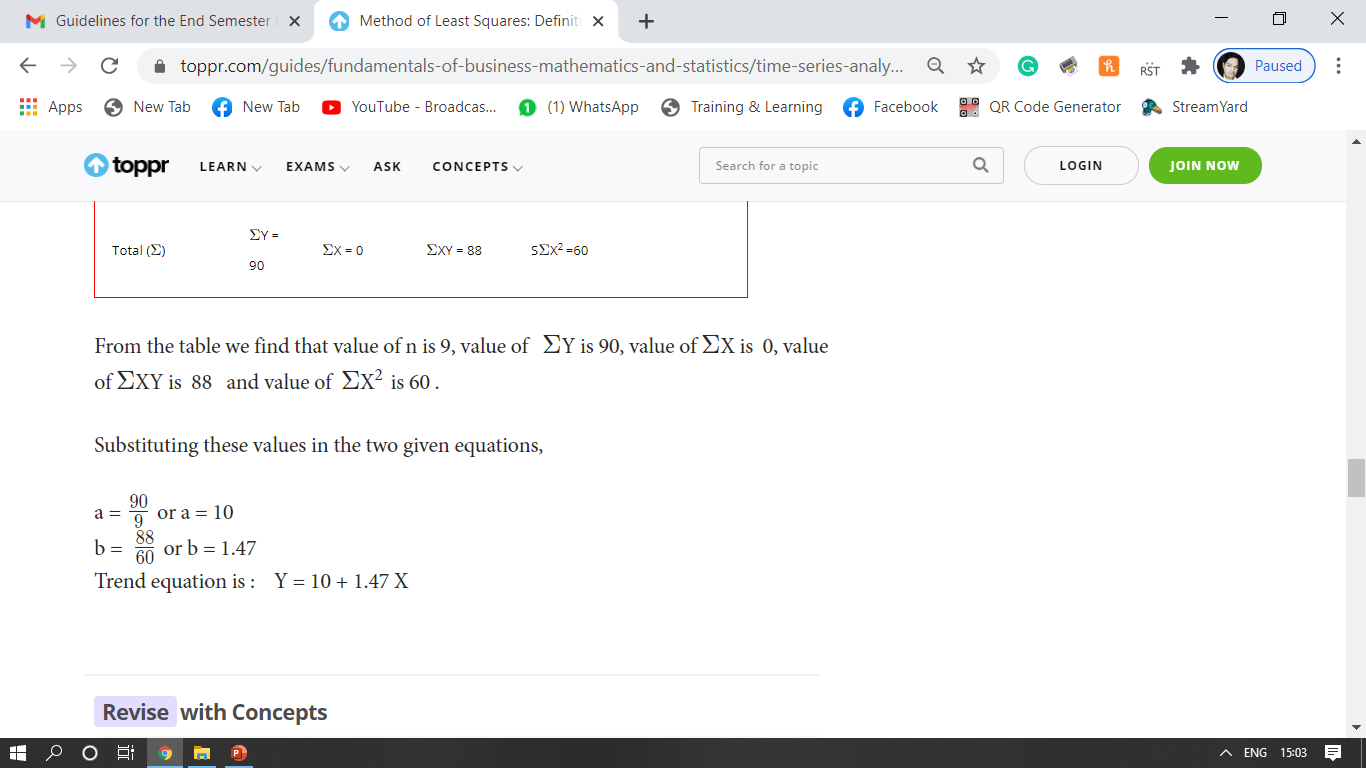 Guidelines for the End Semester
Method of Least Squares: Definiti
toppr.com/guides/fundamentals-of-business-mathematics-and-statistics/time-series-analy...
Paused
Apps
New Tab
New Tab
YouTube - Broadcas...
(1) WhatsApp
Training & Learning
Facebook
QR Code Generator
StreamYard
toppr
LEARN
EXAMS
ASK
CONCEPTS
Search for a topic
LOGIN
JOIN NOW
Total (Σ)
ΣY =
90
ΣX = 0
ΣXY = 88
SΣX² =60
From the table we find that value of n is 9, value of ΣY is 90, value of ΣX is 0, value
of ΣXY is 88 and value of ΣX² is 60 .
Substituting these values in the two given equations,
a = 90/9 or a = 10
b = 88/60 or b = 1.47
Trend equation is : Y = 10 + 1.47 X
Revise with Concepts
ENG 15:03